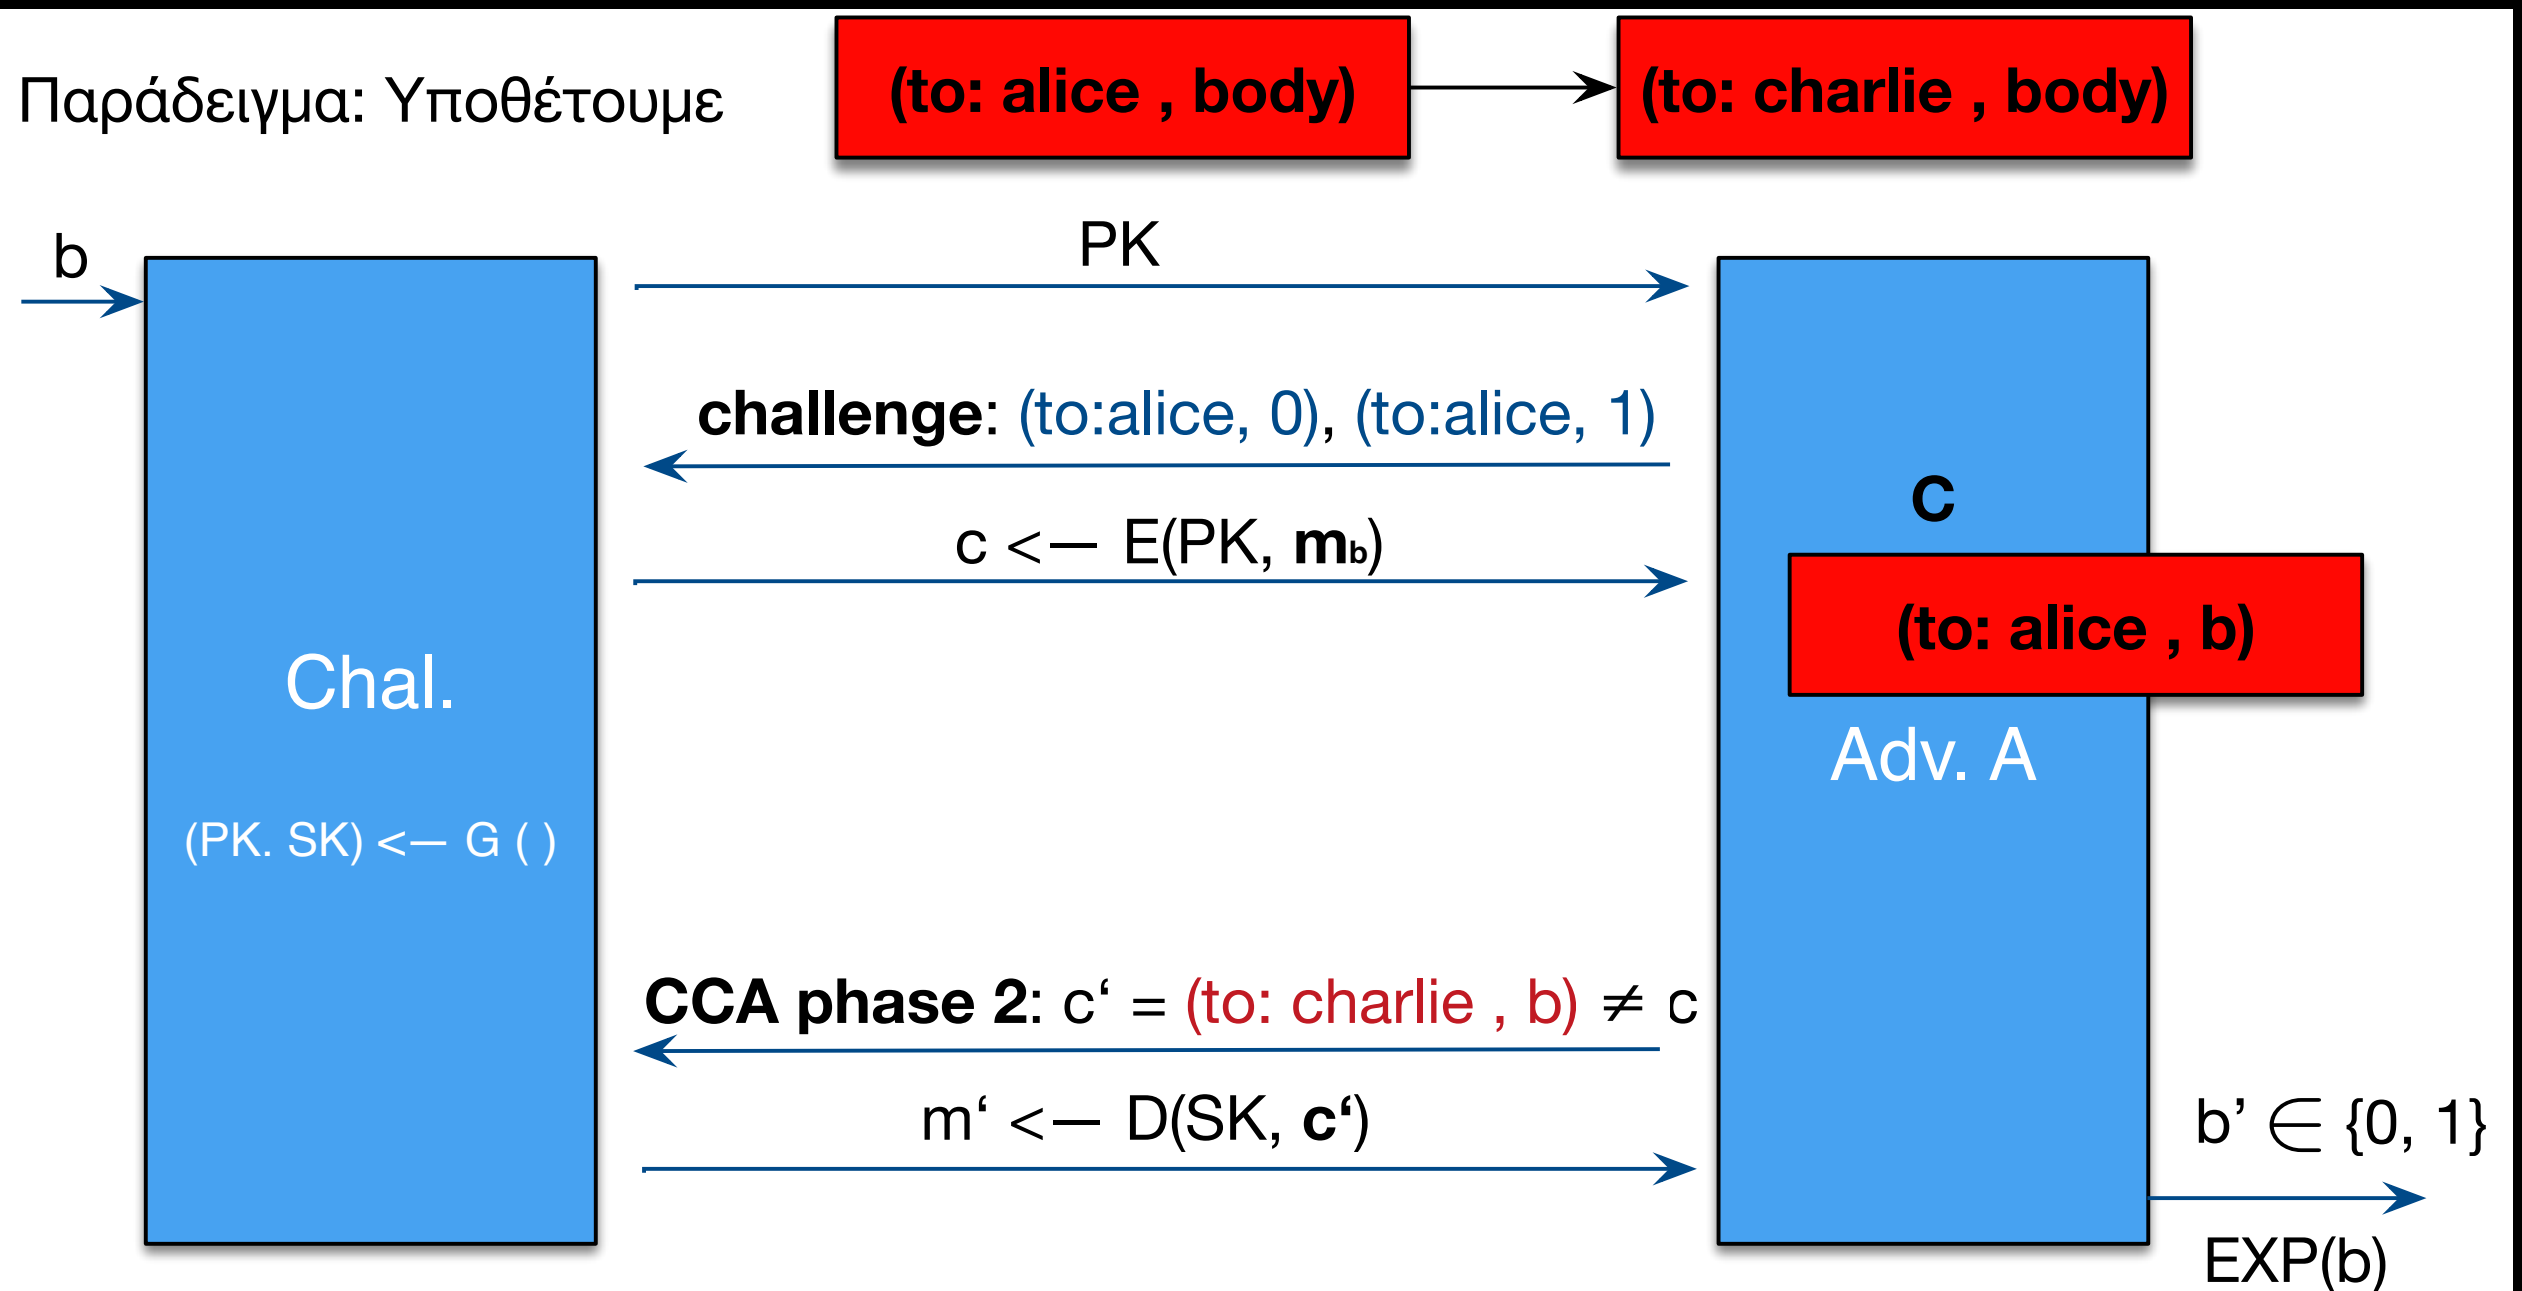 Παράδειγμα: Υποθέτουμε
(to: alice , body)
(to: charlie , body)
b
PK
challenge: (to:alice, 0), (to:alice, 1)
c <— E(PK, mb)
C
(to: alice , b)
Chal.
Adv. A
(PK. SK) <— G ( )
CCA phase 2: c‘ = (to: charlie , b) ≠ c
m‘ <— D(SK, c‘)
b’ ∈ {0, 1}
EXP(b)